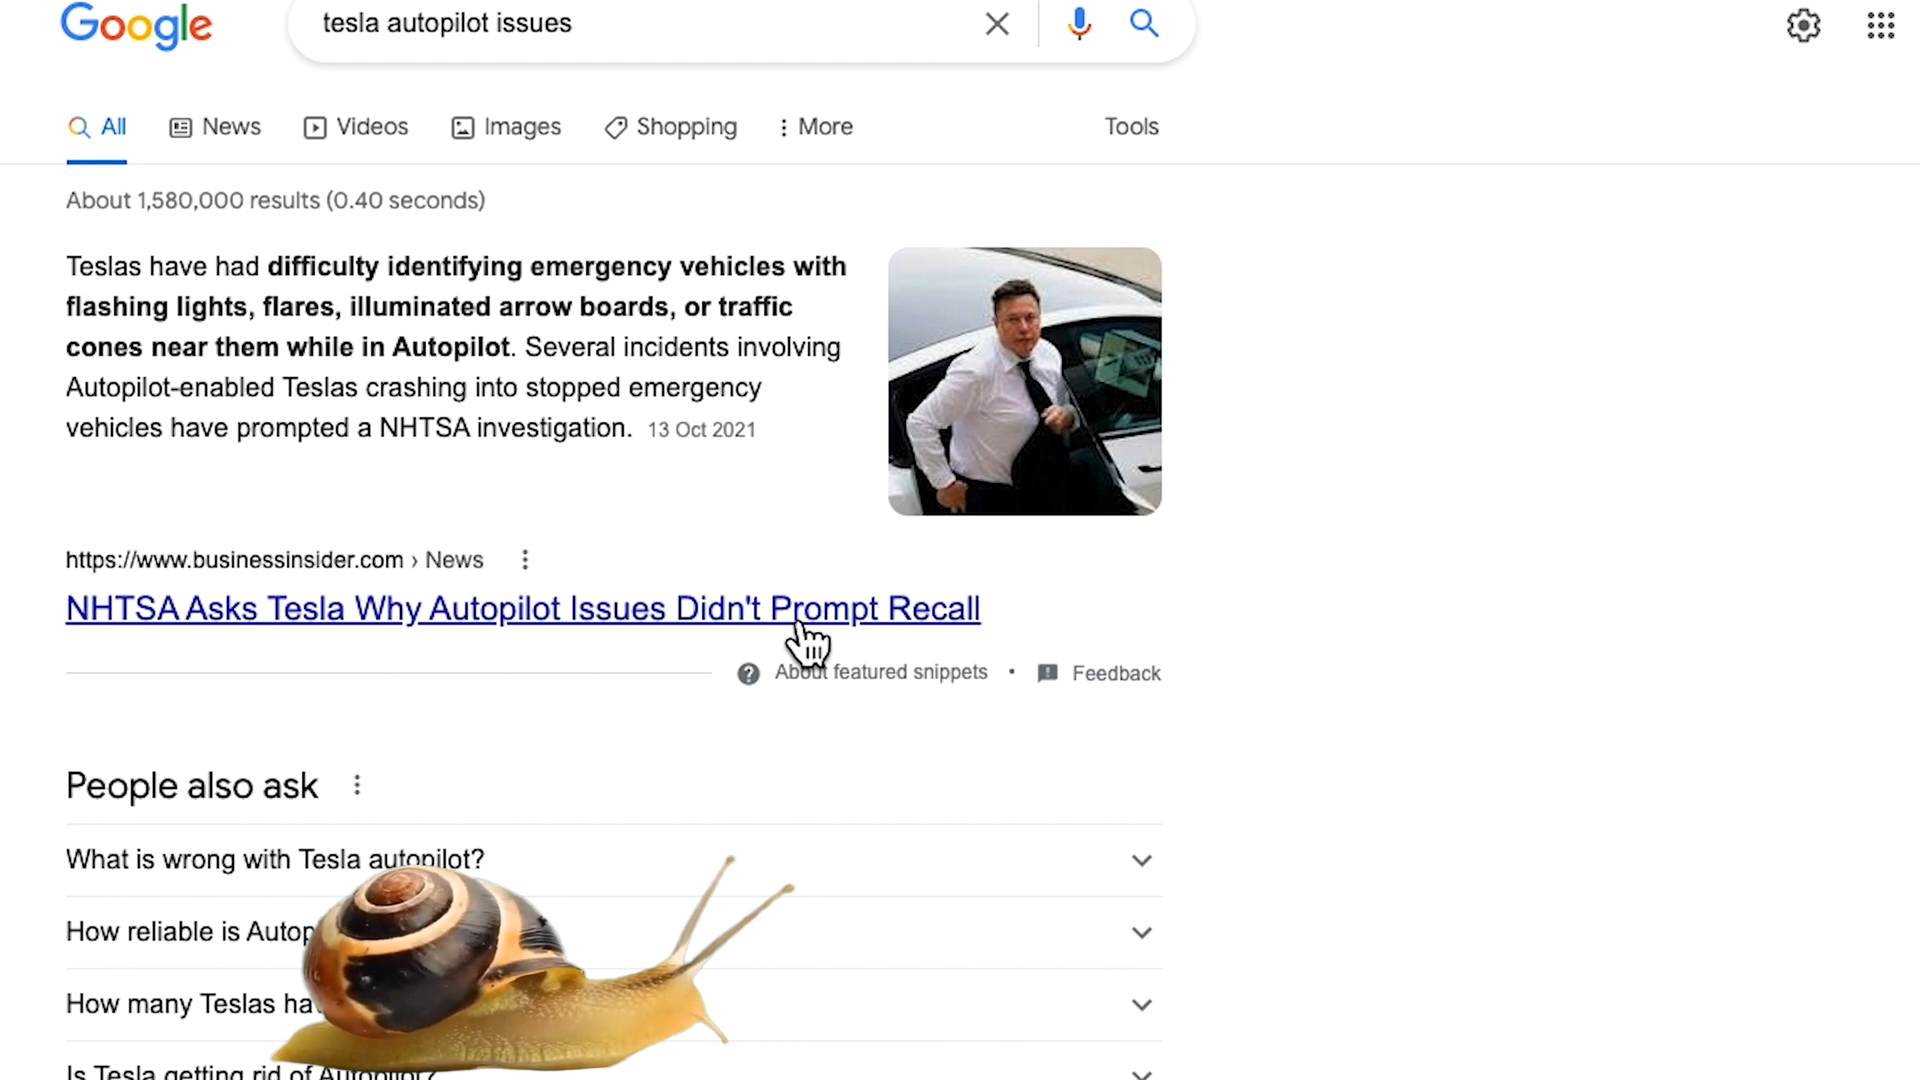 Google
tesla autopilot issues
All
News
Videos
Images
Shopping
More
Tools
About 1,580,000 results (0.40 seconds)
Teslas have had difficulty identifying emergency vehicles with
flashing lights, flares, illuminated arrow boards, or traffic
cones near them while in Autopilot. Several incidents involving
Autopilot-enabled Teslas crashing into stopped emergency
vehicles have prompted a NHTSA investigation. 13 Oct 2021
https://www.businessinsider.com › News
NHTSA Asks Tesla Why Autopilot Issues Didn't Prompt Recall
About featured snippets • Feedback
People also ask
What is wrong with Tesla autopilot?
How reliable is
How many Teslas
Is Tesla getting rid of Autopilot?